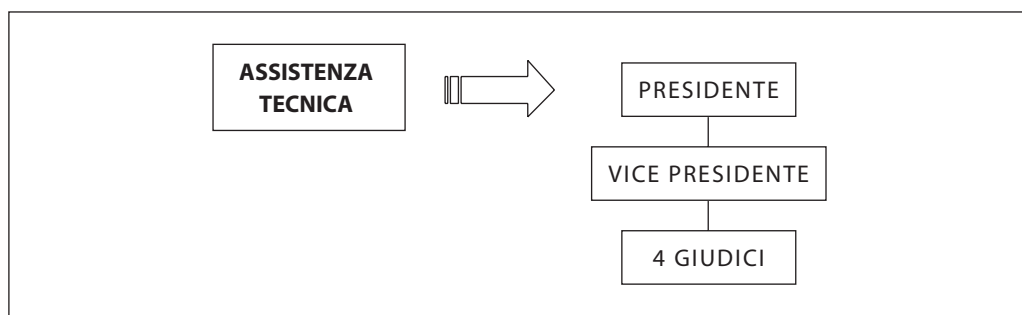 ASSISTENZA
TECNICA
PRESIDENTE
VICE PRESIDENTE
4 GIUDICI